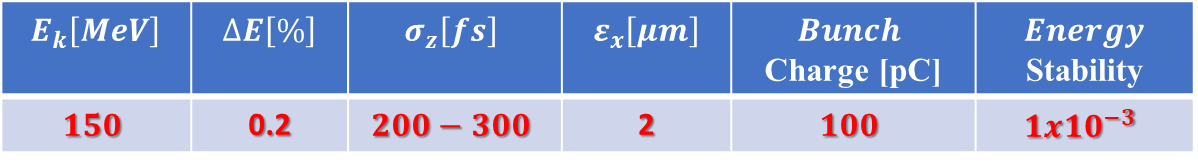 E_k[MeV] ΔE[%] σ_z[fs] ε_x[μm] Bunch Charge [pC] Energy Stability
150 0.2 200 − 300 2 100 1x10⁻³